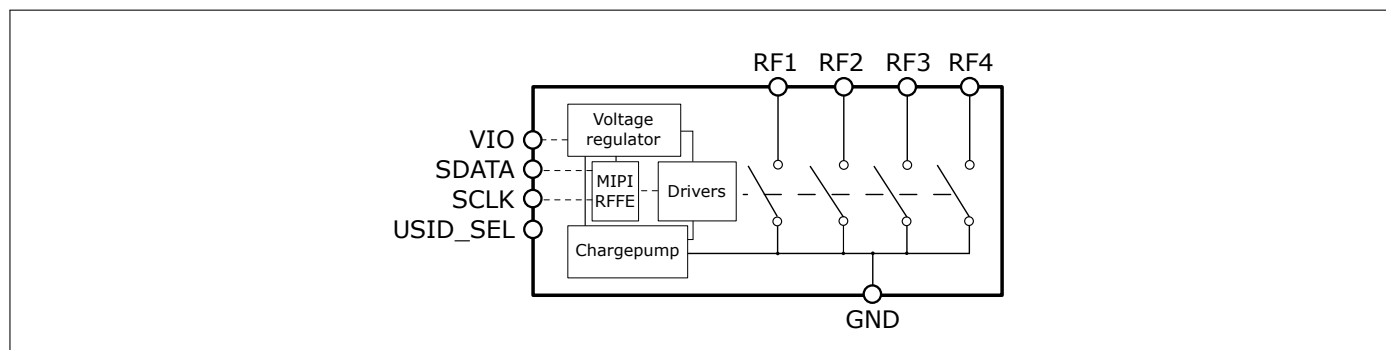 RF1 RF2 RF3 RF4
Voltage
regulator
VIO
SDATA
SCLK
USID_SEL
MIPI
RFFE
Drivers
Chargepump
GND